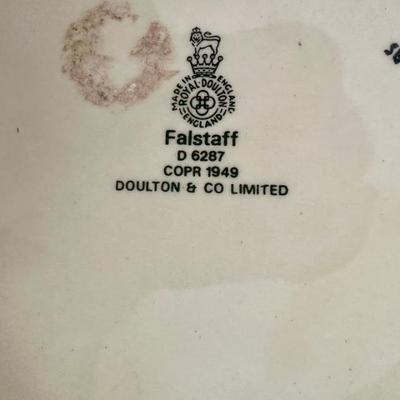 MADE IN ENGLAND
ROYAL DOULTON
ENGLAND
Falstaff
D 6287
COPR 1949
DOULTON & CO LIMITED